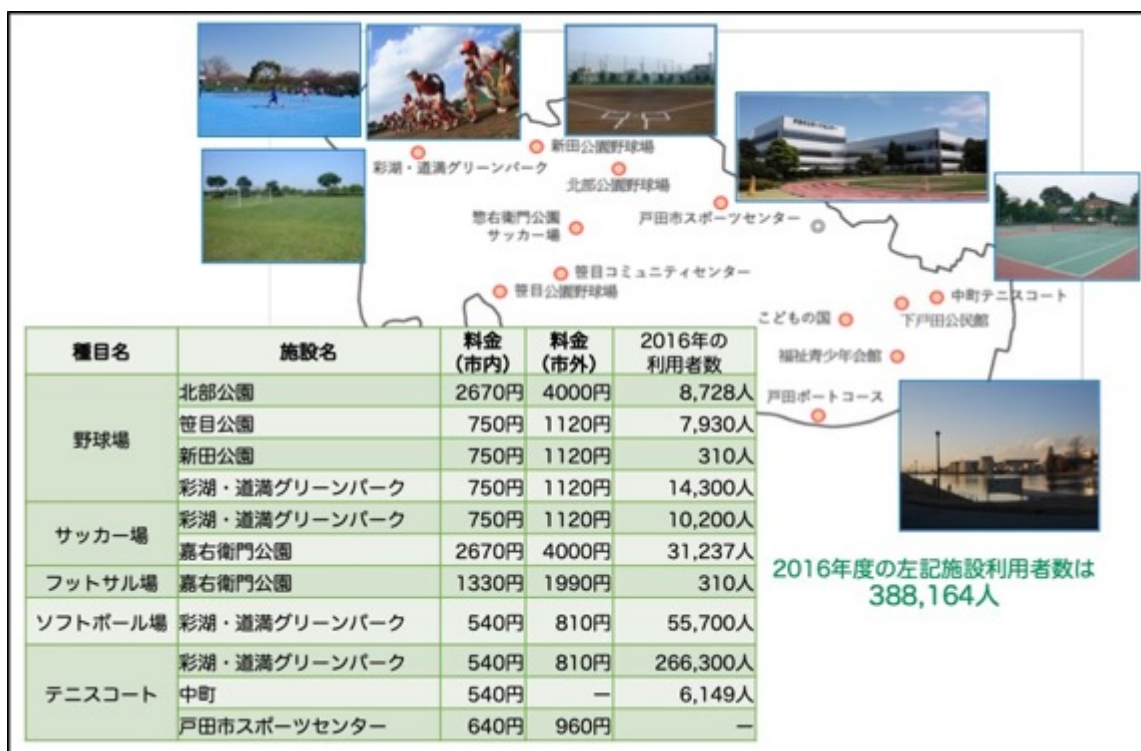 彩湖・道満グリーンパーク
新田公園野球場
北部公園野球場
戸田市スポーツセンター
惣右衛門公園
サッカー場
笹目コミュニティセンター
笹目公園野球場
中町テニスコート
下戸田公民館
こどもの国
福祉青少年会館
戸田ボートコース
種目名 施設名 料金(市内) 料金(市外) 2016年の利用者数
野球場 北部公園 2670円 4000円 8,728人
笹目公園 750円 1120円 7,930人
新田公園 750円 1120円 310人
彩湖・道満グリーンパーク 750円 1120円 14,300人
サッカー場 彩湖・道満グリーンパーク 750円 1120円 10,200人
嘉右衛門公園 2670円 4000円 31,237人
フットサル場 嘉右衛門公園 1330円 1990円 310人
ソフトボール場 彩湖・道満グリーンパーク 540円 810円 55,700人
テニスコート 彩湖・道満グリーンパーク 540円 810円 266,300人
中町 540円 ー 6,149人
戸田市スポーツセンター 640円 960円 ー
2016年度の左記施設利用者数は
388,164人